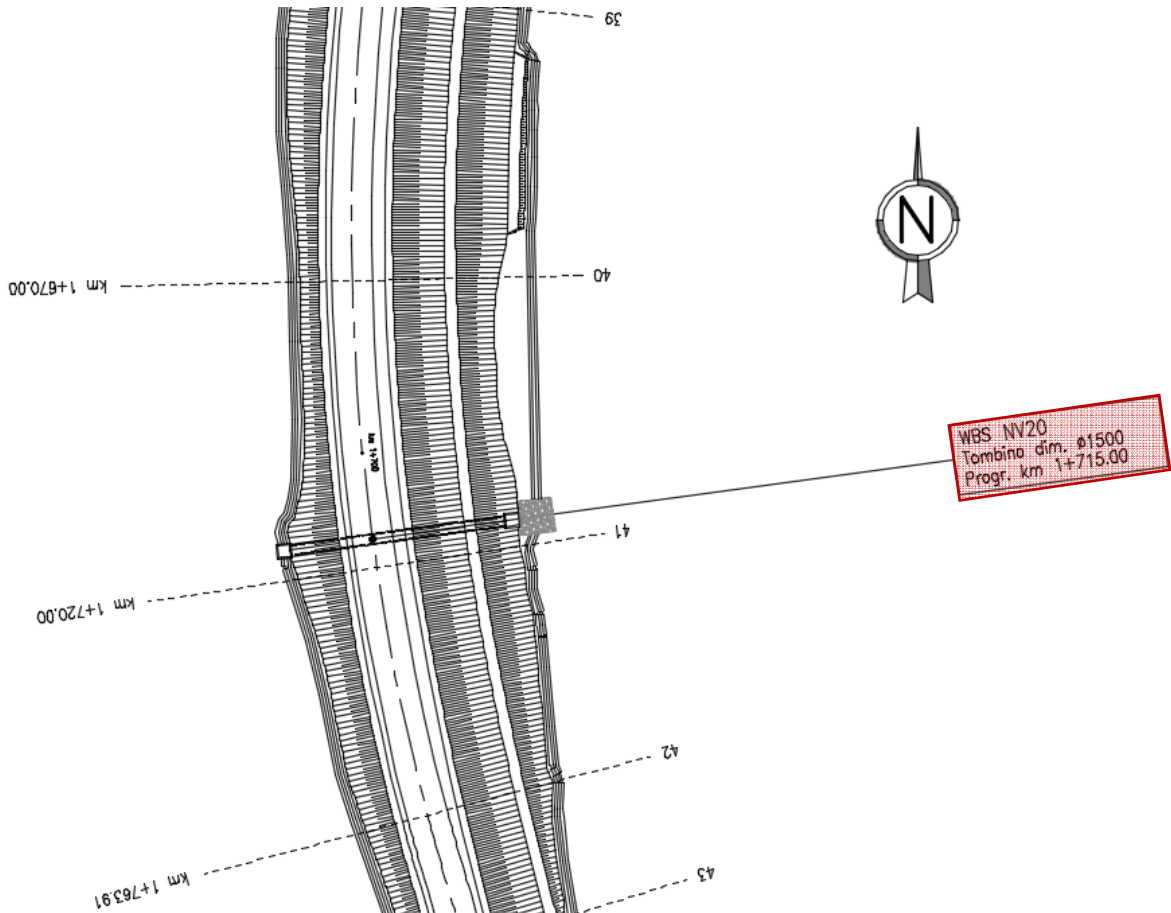 39
N
km 1+670.00
40
km 1+700
WBS NV20
Tombino dim. ø1500
Progr. km 1+715.00
41
km 1+720.00
42
km 1+763.91
43